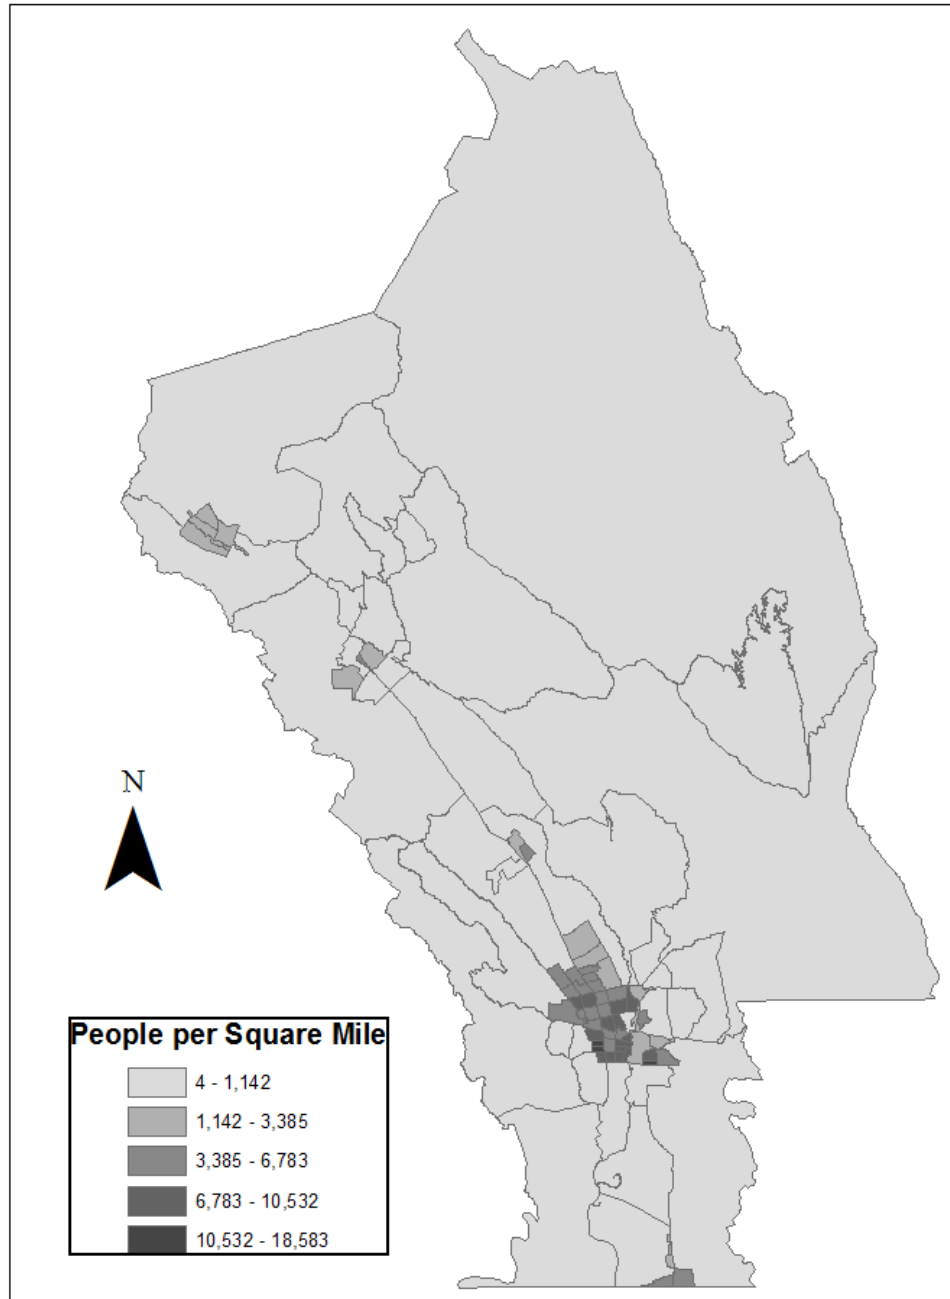 N
People per Square Mile
4 - 1,142
1,142 - 3,385
3,385 - 6,783
6,783 - 10,532
10,532 - 18,583